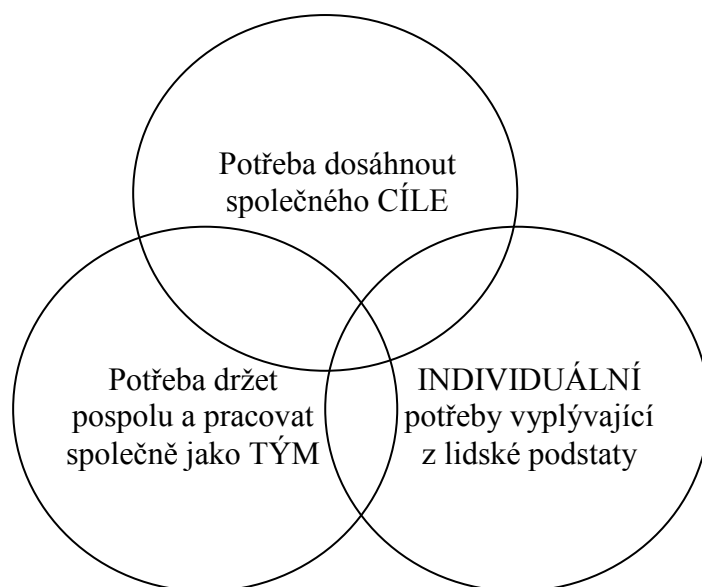 Potřeba dosáhnout
společného CÍLE
Potřeba držet
pospolu a pracovat
společně jako TÝM
INDIVIDUÁLNÍ
potřeby vyplývající
z lidské podstaty